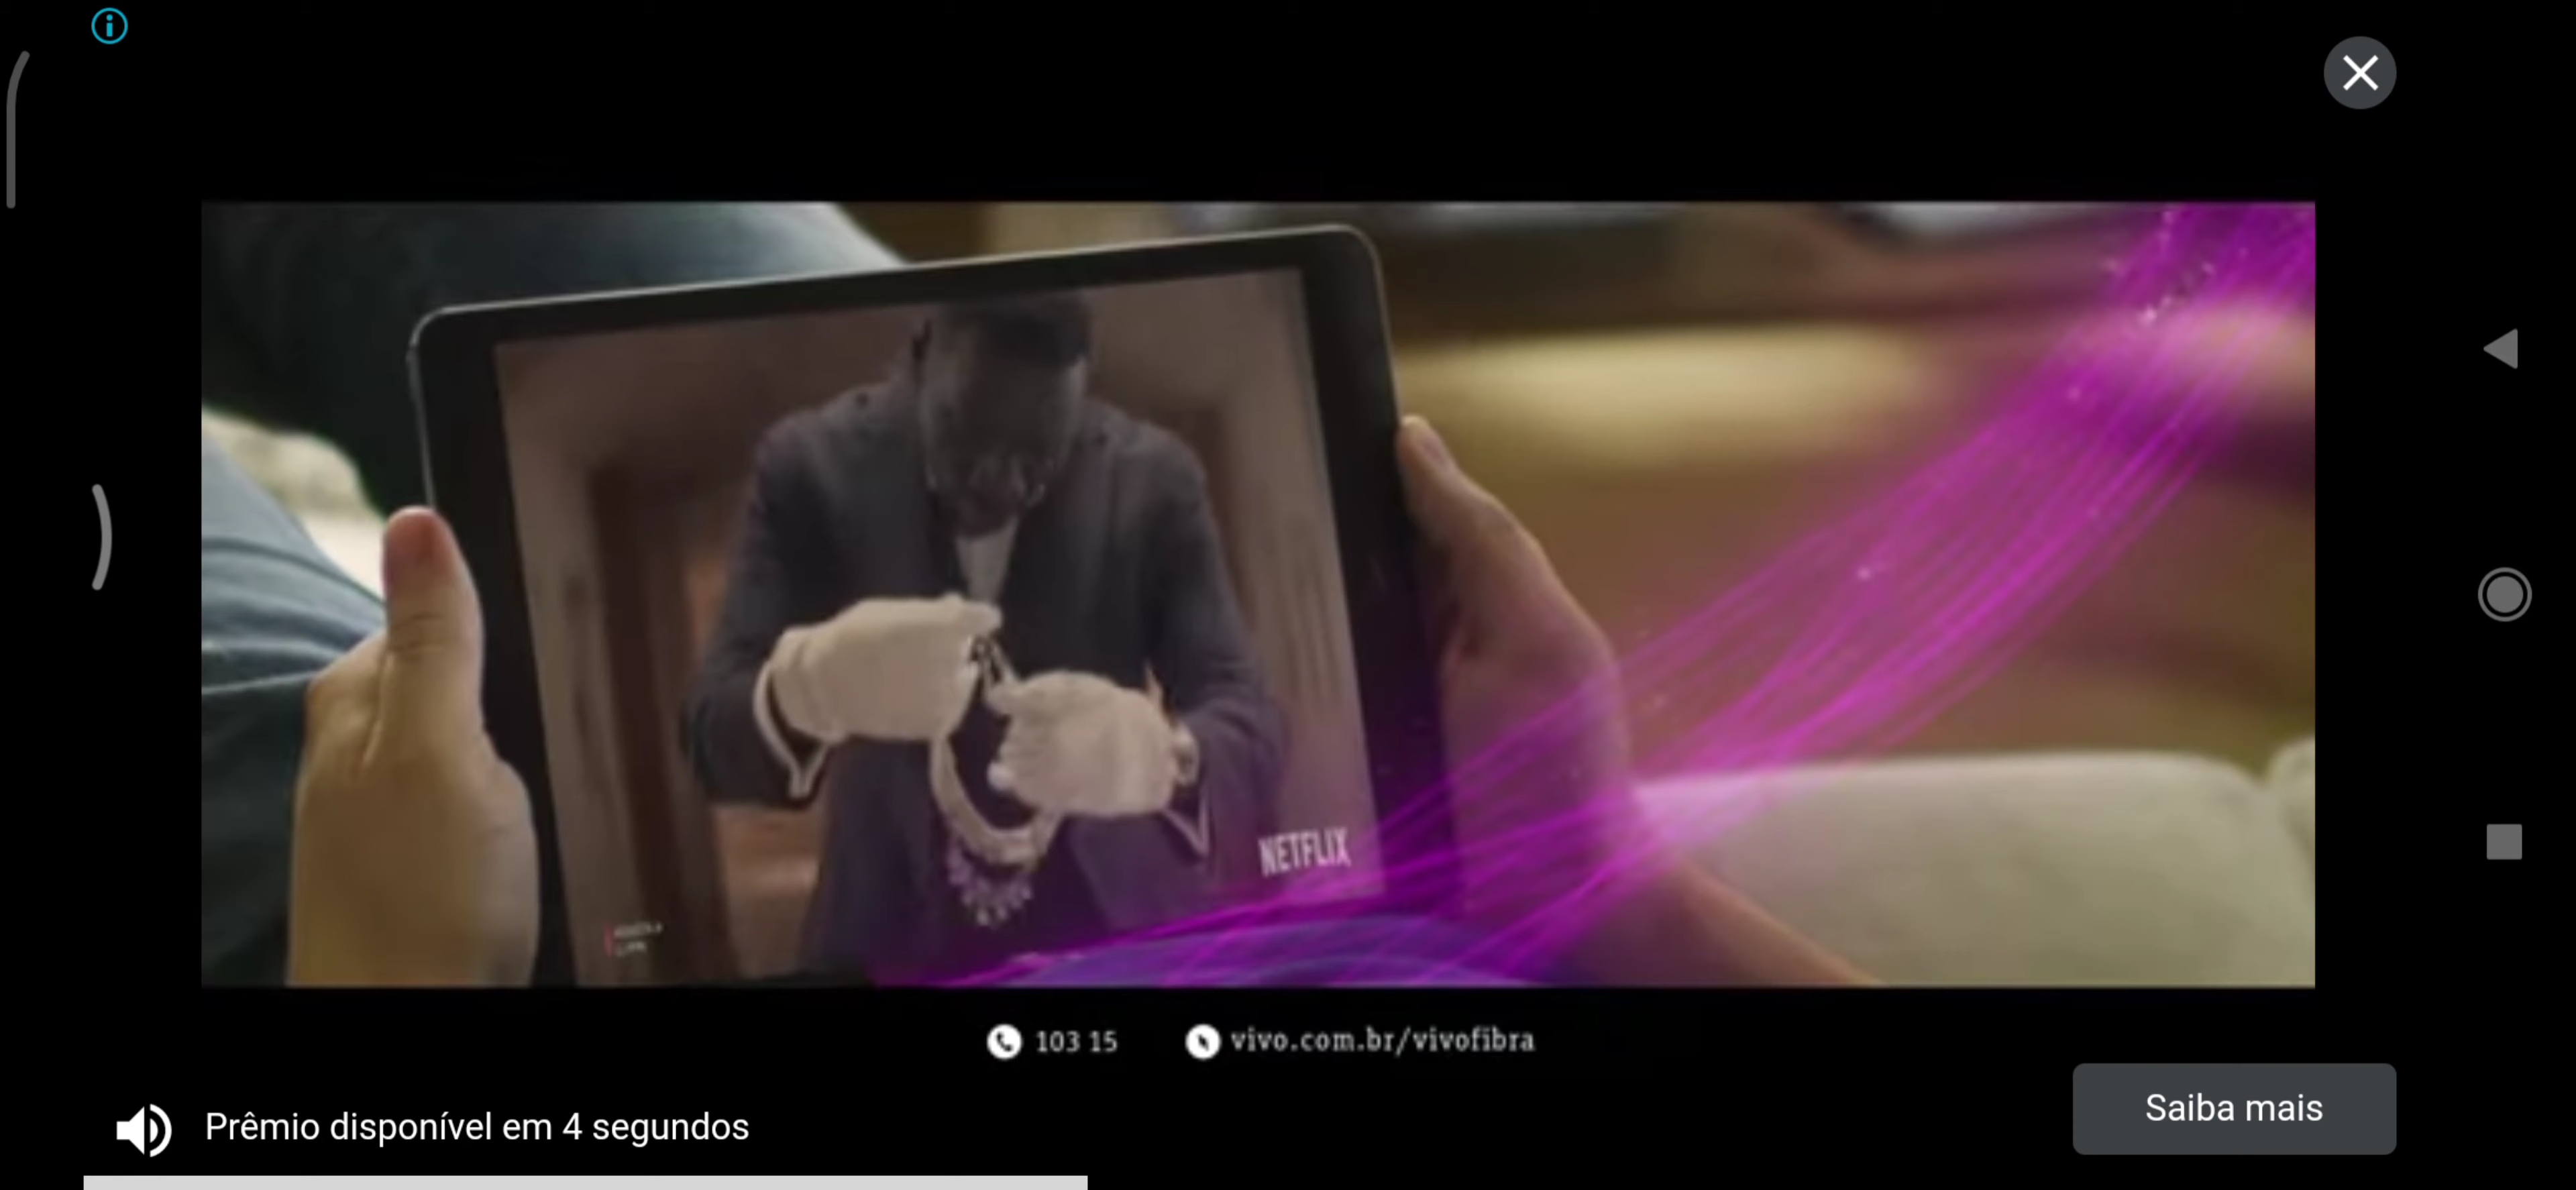 NETFLIX
103 15
vivo.com.br/vivofibra
Prêmio disponível em 4 segundos
Saiba mais